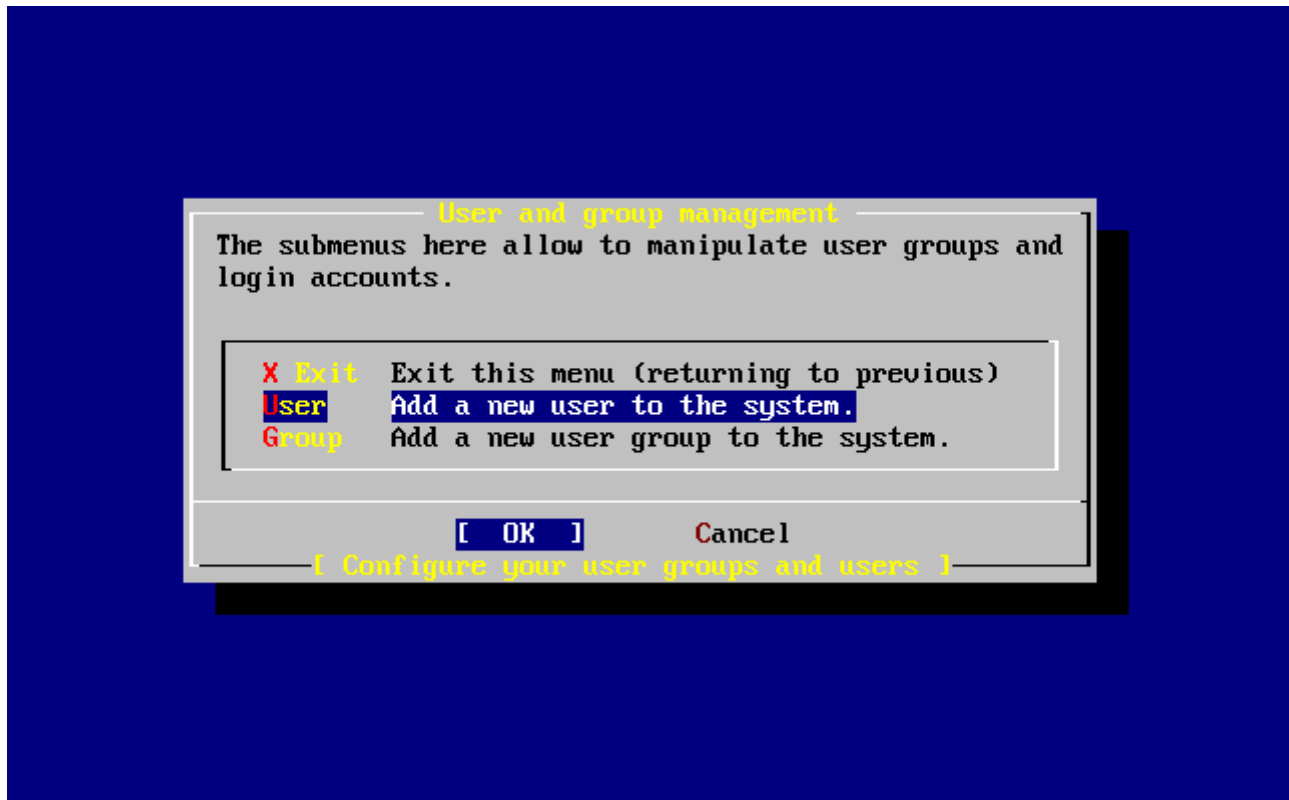 User and group management
The submenus here allow to manipulate user groups and
login accounts.
X Exit Exit this menu (returning to previous)
User Add a new user to the system.
Group Add a new user group to the system.
[ OK ] Cancel
[ Configure your user groups and users ]